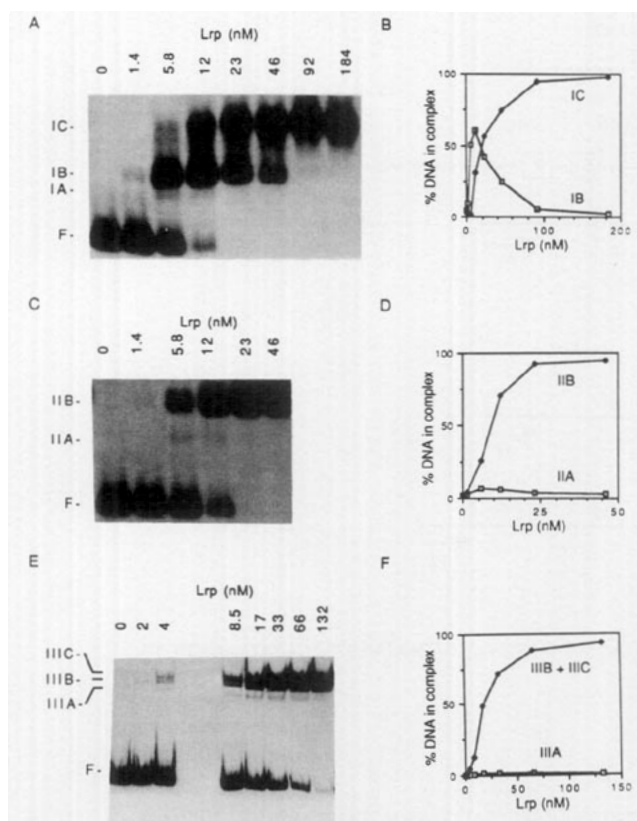 A
Lrp (nM)
0 1.4 5.8 12 23 46 92 184
IC-
IB-
IA-
F-
B
% DNA in complex
100
50
0
0 100 200
IC
IB
Lrp (nM)
C
Lrp (nM)
0 1.4 5.8 12 23 46
IIB-
IIA-
F-
D
% DNA in complex
100
50
0
0 25 50
IIB
IIA
Lrp (nM)
E
Lrp (nM)
0 2 4 8.5 17 33 66 132
IIIC-
IIIB-
IIIA-
F-
F
% DNA in complex
100
50
0
0 50 100 150
IIIB + IIIC
IIIA
Lrp (nM)